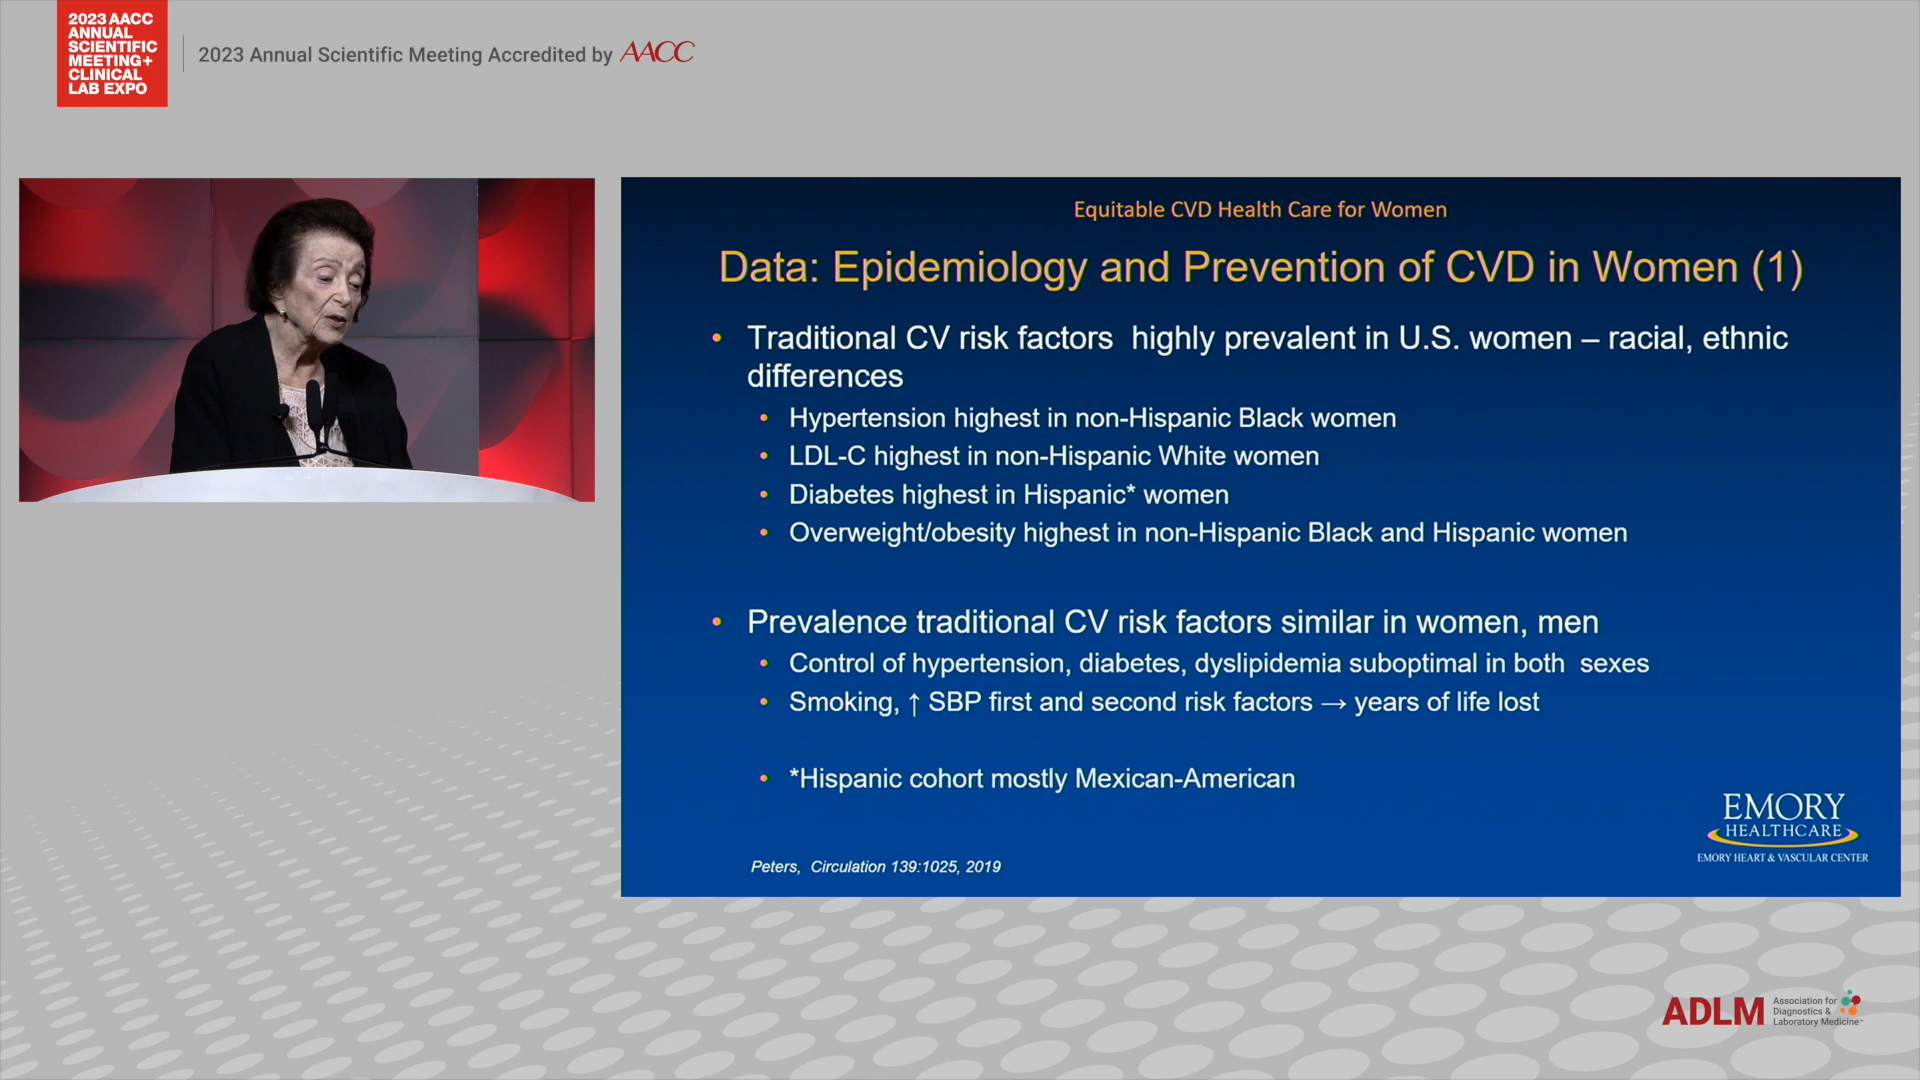 2023 AACC
ANNUAL
SCIENTIFIC
MEETING+
CLINICAL
LAB EXPO
2023 Annual Scientific Meeting Accredited by AACC
Equitable CVD Health Care for Women
Data: Epidemiology and Prevention of CVD in Women (1)
• Traditional CV risk factors highly prevalent in U.S. women – racial, ethnic
differences
• Hypertension highest in non-Hispanic Black women
• LDL-C highest in non-Hispanic White women
• Diabetes highest in Hispanic* women
• Overweight/obesity highest in non-Hispanic Black and Hispanic women
• Prevalence traditional CV risk factors similar in women, men
• Control of hypertension, diabetes, dyslipidemia suboptimal in both sexes
• Smoking, ↑ SBP first and second risk factors → years of life lost
• *Hispanic cohort mostly Mexican-American
Peters, Circulation 139:1025, 2019
EMORY
HEALTHCARE
EMORY HEART & VASCULAR CENTER
ADLM
Association for
Diagnostics &
Laboratory Medicine™